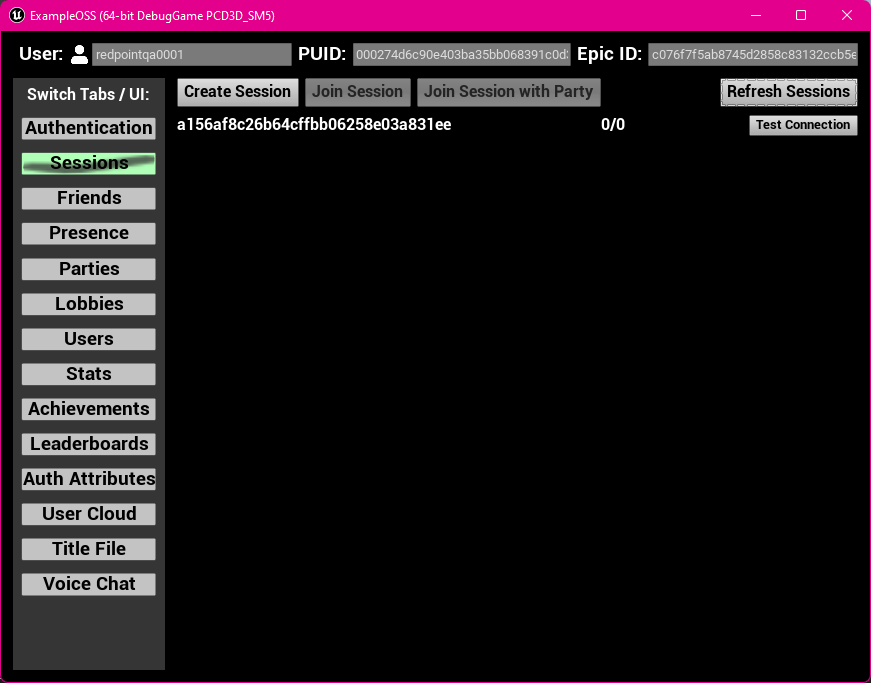 ExampleOSS (64-bit DebugGame PCD3D_SM5)
User: redpointqa0001 PUID: 000274d6c90e403ba35bb068391c0d Epic ID: c076f7f5ab8745d2858c83132ccb5e
Switch Tabs / UI:
Create Session Join Session Join Session with Party Refresh Sessions
a156af8c26b64cffbb06258e03a831ee 0/0 Test Connection
Authentication
Sessions
Friends
Presence
Parties
Lobbies
Users
Stats
Achievements
Leaderboards
Auth Attributes
User Cloud
Title File
Voice Chat